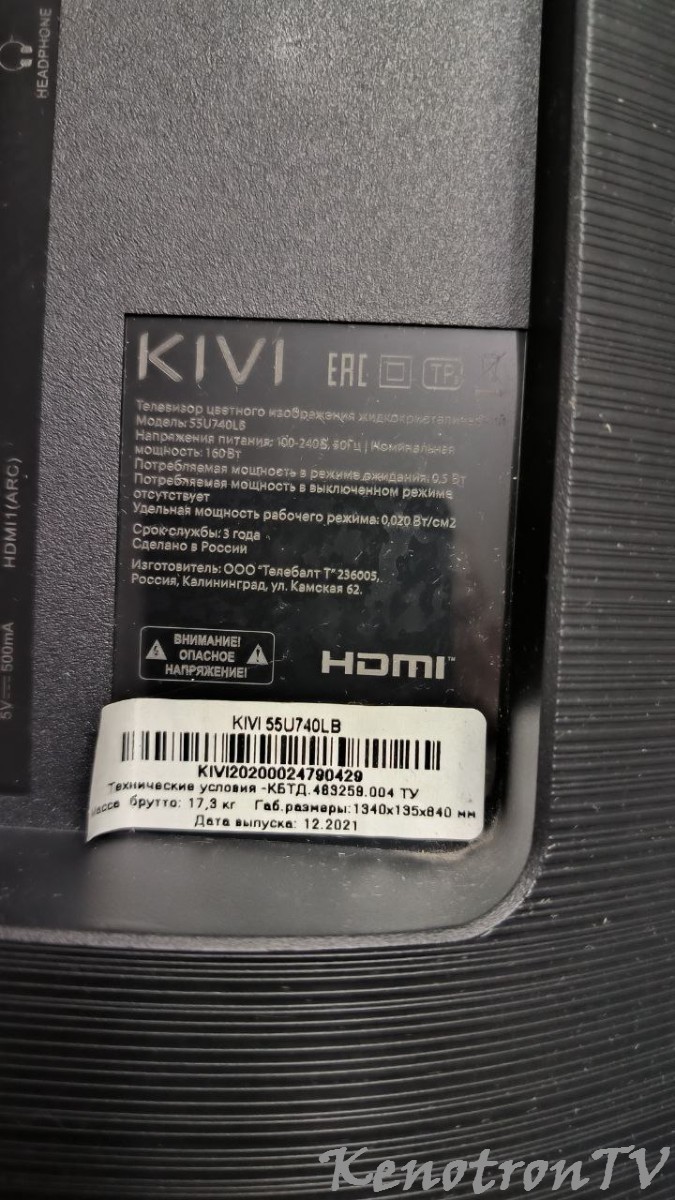 HEADPHONE
HDMI1(ARC)
5V 500mA
KIVI
EAC TP
Телевизор цветного изображения
Модель: 55U740LB
Напряжения питания: 100-240В, 50Гц | Номинальная
мощность: 160 Вт
Потребляемая мощность в режиме ожидания: 0,5 Вт
Потребляемая мощность в выключенном режиме
отсутствует
Удельная мощность рабочего режима: 0,020 Вт/см2
Срок службы: 3 года
Сделано в России
Изготовитель: ООО "Телебалт Т" 236005,
Россия, Калининград, ул. Камская 62.
ВНИМАНИЕ!
ОПАСНОЕ
НАПРЯЖЕНИЕ!
HDMI™
KIVI 55U740LB
KIVI20200024790429
Технические условия -КБТД.463259.004 ТУ
Масса брутто: 17,3 кг Габ.размеры:1340х135х840 мм
Дата выпуска: 12.2021
KenotronTV